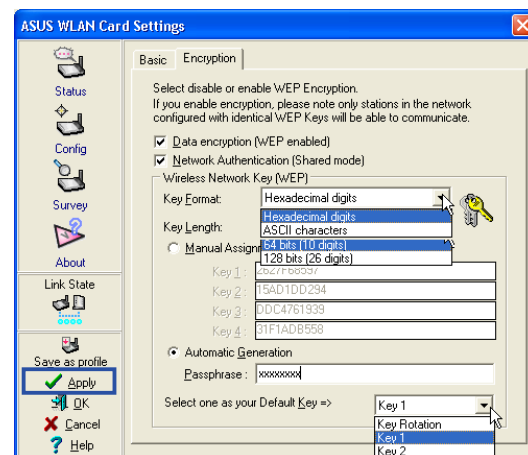 ASUS WLAN Card Settings
Status
Config
Survey
About
Link State
Save as profile
Apply
OK
Cancel
Help
Basic
Encryption
Select disable or enable WEP Encryption.
If you enable encryption, please note only stations in the network
configured with identical WEP Keys will be able to communicate.
Data encryption (WEP enabled)
Network Authentication (Shared mode)
Wireless Network Key (WEP)
Key Format: Hexadecimal digits
Hexadecimal digits
ASCII characters
Key Length:
64 bits (10 digits)
128 bits (26 digits)
Manual Assign
Key 1 : 2627F68597
Key 2 : 15AD1DD294
Key 3 : DDC4761939
Key 4 : 31F1ADB558
Automatic Generation
Passphrase : xxxxxxxx
Select one as your Default Key => Key 1
Key Rotation
Key 1
Key 2